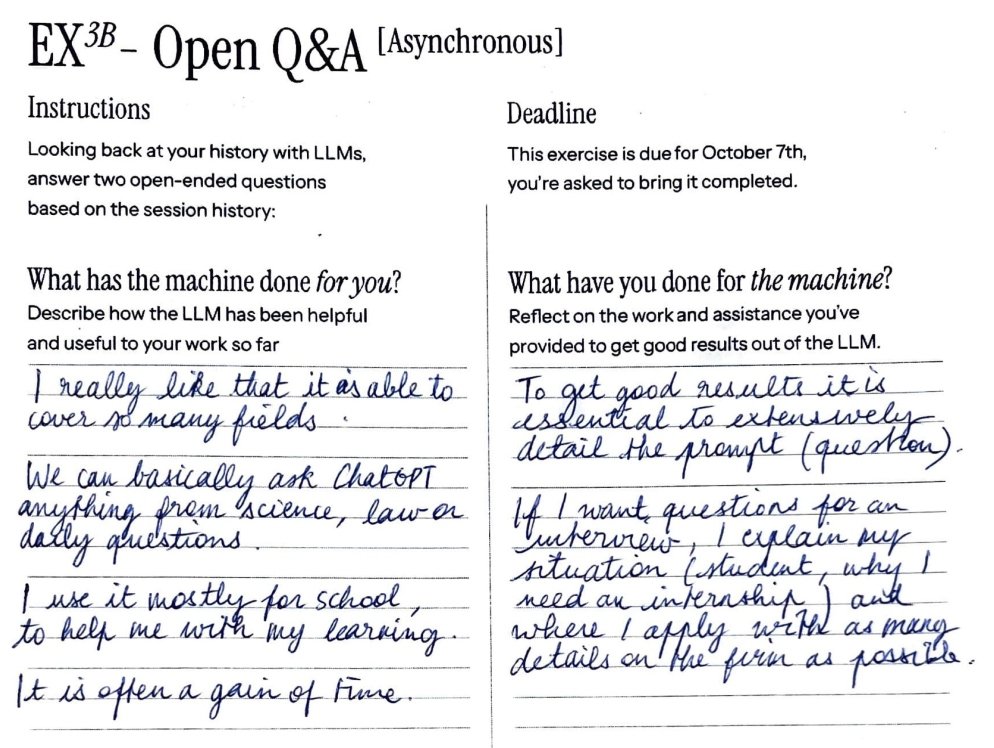 EX3B – Open Q&A [Asynchronous]
Instructions
Looking back at your history with LLMs,
answer two open-ended questions
based on the session history:
Deadline
This exercise is due for October 7th,
you're asked to bring it completed.
What has the machine done for you?
Describe how the LLM has been helpful
and useful to your work so far
I really like that it is able to
cover so many fields.
We can basically ask ChatGPT
anything from science, law or
daily questions.
I use it mostly for school,
to help me with my learning.
It is often a gain of time.
What have you done for the machine?
Reflect on the work and assistance you've
provided to get good results out of the LLM.
To get good results it is
essential to extensively
detail the prompt (question).
If I want questions for an
interview, I explain my
situation (student, why I
need an internship) and
where I apply with as many
details on the firm as possible.